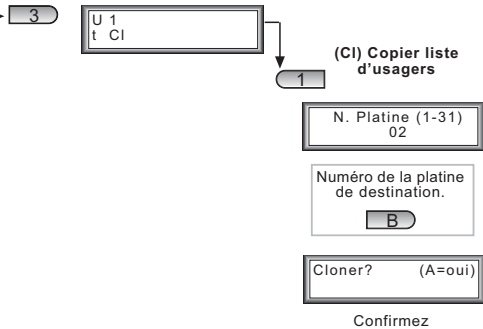 3
U 1
t Cl
1
(Cl) Copier liste
d'usagers
N. Platine (1-31)
02
Numéro de la platine
de destination.
B
Cloner? (A=oui)
Confirmez